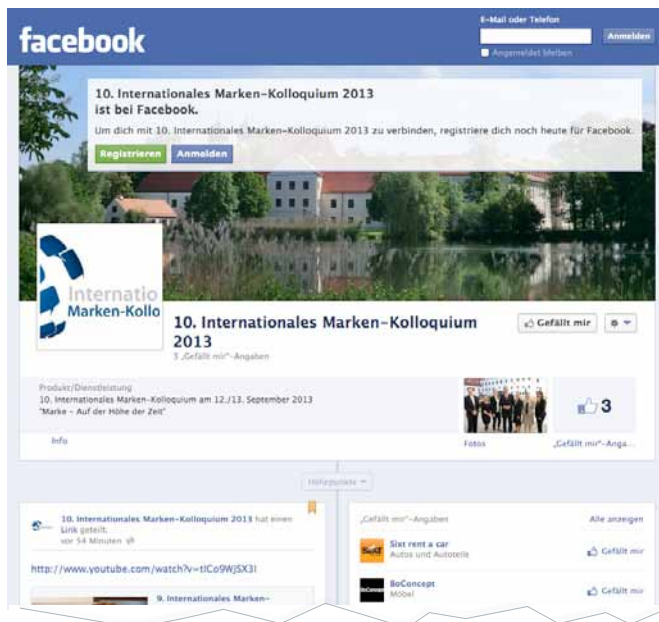 facebook
E-Mail oder Telefon
Anmelden
Angemeldet bleiben
10. Internationales Marken-Kolloquium 2013
ist bei Facebook.
Um dich mit 10. Internationales Marken-Kolloquium 2013 zu verbinden, registriere dich noch heute für Facebook.
Registrieren Anmelden
Internatio
Marken-Kollo
10. Internationales Marken-Kolloquium
2013
3 „Gefällt mir"-Angaben
Gefällt mir
Produkt/Dienstleistung
10. Internationales Marken-Kolloquium am 12./13. September 2013
"Marke - Auf der Höhe der Zeit"
Info
3
Fotos
„Gefällt mir"-Anga...
Höhepunkte
10. Internationales Marken-Kolloquium 2013 hat einen
Link geteilt.
vor 54 Minuten
http://www.youtube.com/watch?v=tlCo9WJSX3I
9. Internationales Marken-
„Gefällt mir"-Angaben Alle anzeigen
Sixt
Sixt rent a car
Autos und Autoteile
Gefällt mir
BoConcept
BoConcept
Möbel
Gefällt mir